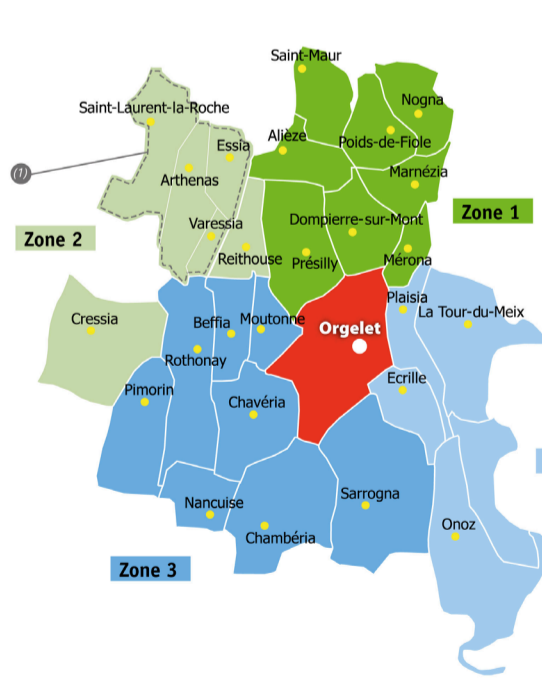 Saint-Maur
Nogna
Saint-Laurent-la-Roche
Alièze
Poids-de-Fiole
Essia
(1)
Arthenas
Marnézia
Zone 1
Varessia
Dompierre-sur-Mont
Zone 2
Reithouse
Présilly
Mérona
Plaisia
La Tour-du-Meix
Cressia
Beffia
Moutonne
Orgelet
Rothonay
Ecrille
Pimorin
Chavéria
Sarrogna
Nancuise
Onoz
Chambéria
Zone 3